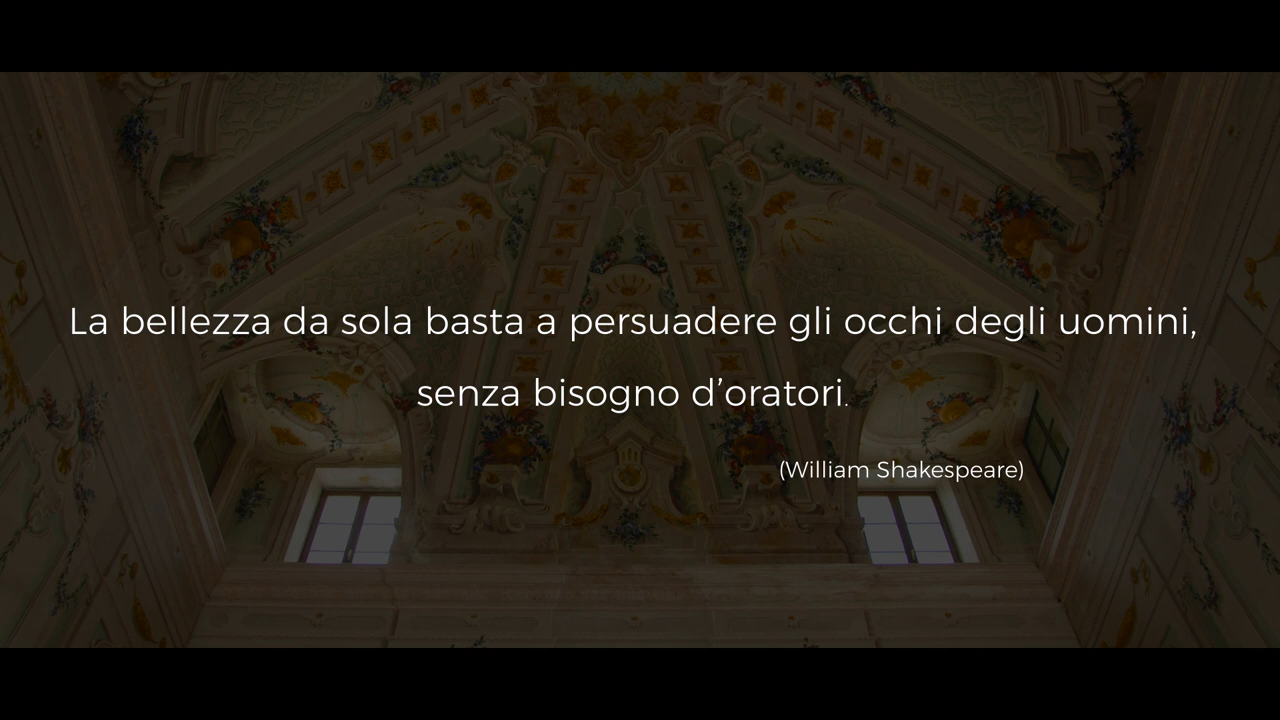 La bellezza da sola basta a persuadere gli occhi degli uomini,
senza bisogno d’oratori.
(William Shakespeare)